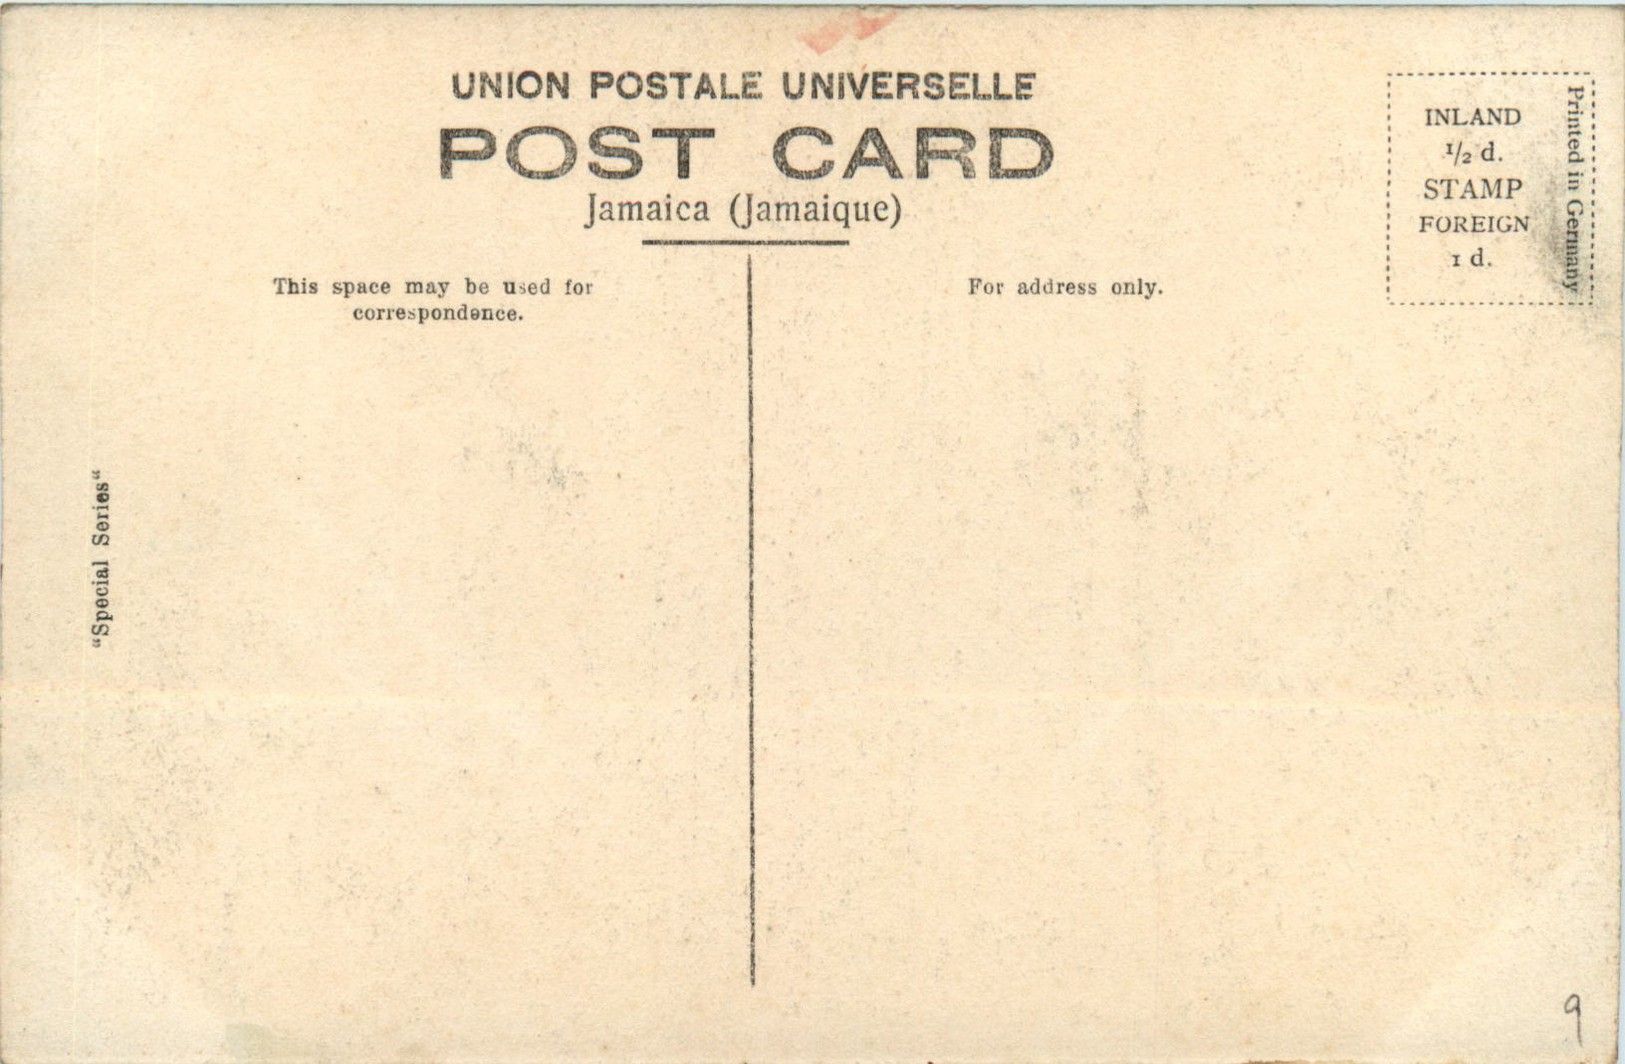 UNION POSTALE UNIVERSELLE
POST CARD
Jamaica (Jamaique)
This space may be used for
correspondence.
For address only.
INLAND
1/2 d.
STAMP
FOREIGN
1 d.
Printed in Germany
“Special Series“
9